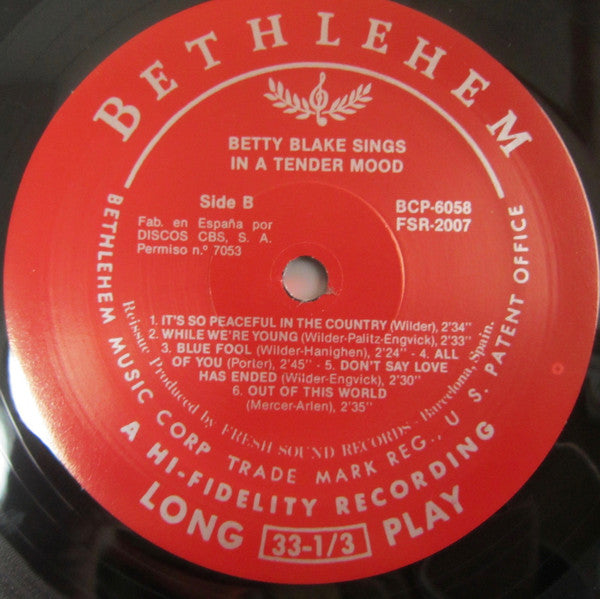 BETHLEHEM
BETTY BLAKE SINGS
IN A TENDER MOOD
Side B
BCP-6058
FSR-2007
Fab. en España por
DISCOS CBS, S. A.
Permiso n.º 7053
1. IT'S SO PEACEFUL IN THE COUNTRY (Wilder), 2'34"
2. WHILE WE'RE YOUNG (Wilder-Palitz-Engvick), 2'33"
3. BLUE FOOL (Wilder-Hanighen), 2'24" - 4. ALL
OF YOU (Porter), 2'45" - 5. DON'T SAY LOVE
HAS ENDED (Wilder-Engvick), 2'30"
6. OUT OF THIS WORLD
(Mercer-Arlen), 2'35"
Reissue Produced by FRESH SOUND RECORDS - Barcelona, Spain.
BETHLEHEM MUSIC CORP TRADE MARK REG., U. S. PATENT OFFICE
A HI-FIDELITY RECORDING
LONG 33-1/3 PLAY